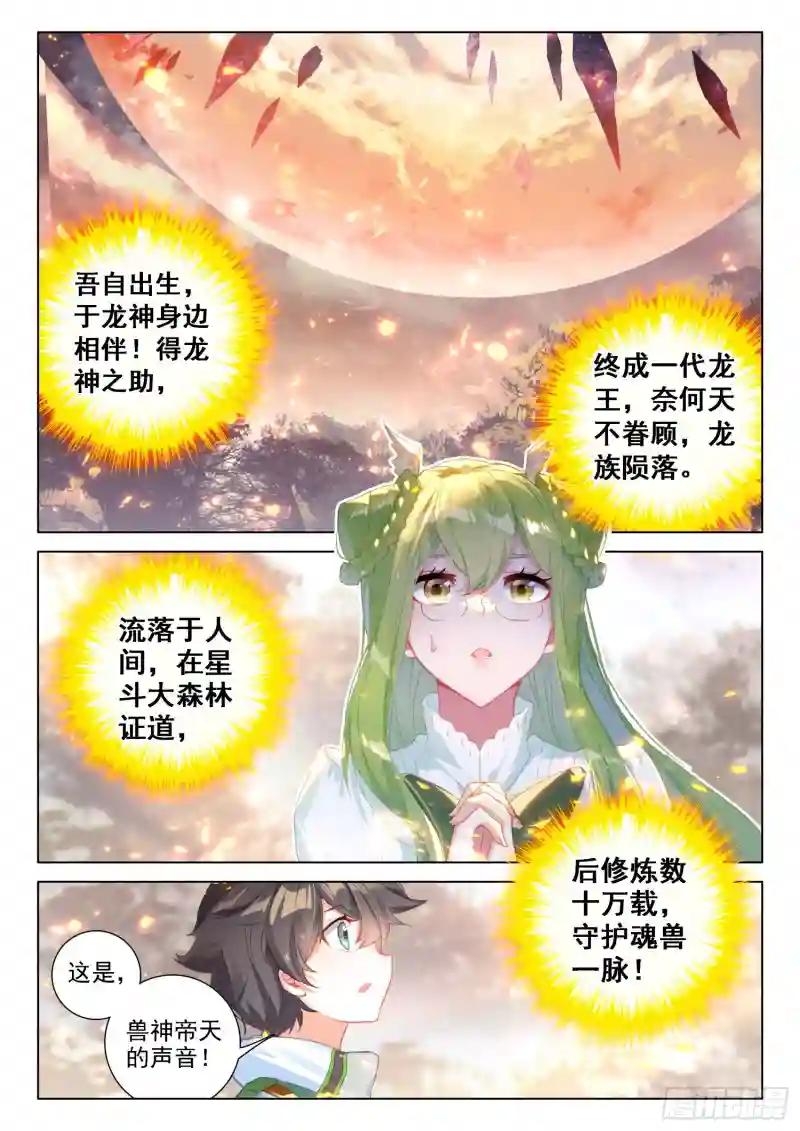 吾自出生，
于龙神身边
相伴！得龙
神之助，
终成一代龙
王，奈何天
不眷顾，龙
族陨落。
流落于人
间，在星
斗大森林
证道，
后修炼数
十万载，
守护魂兽
一脉！
这是，
兽神帝天
的声音！